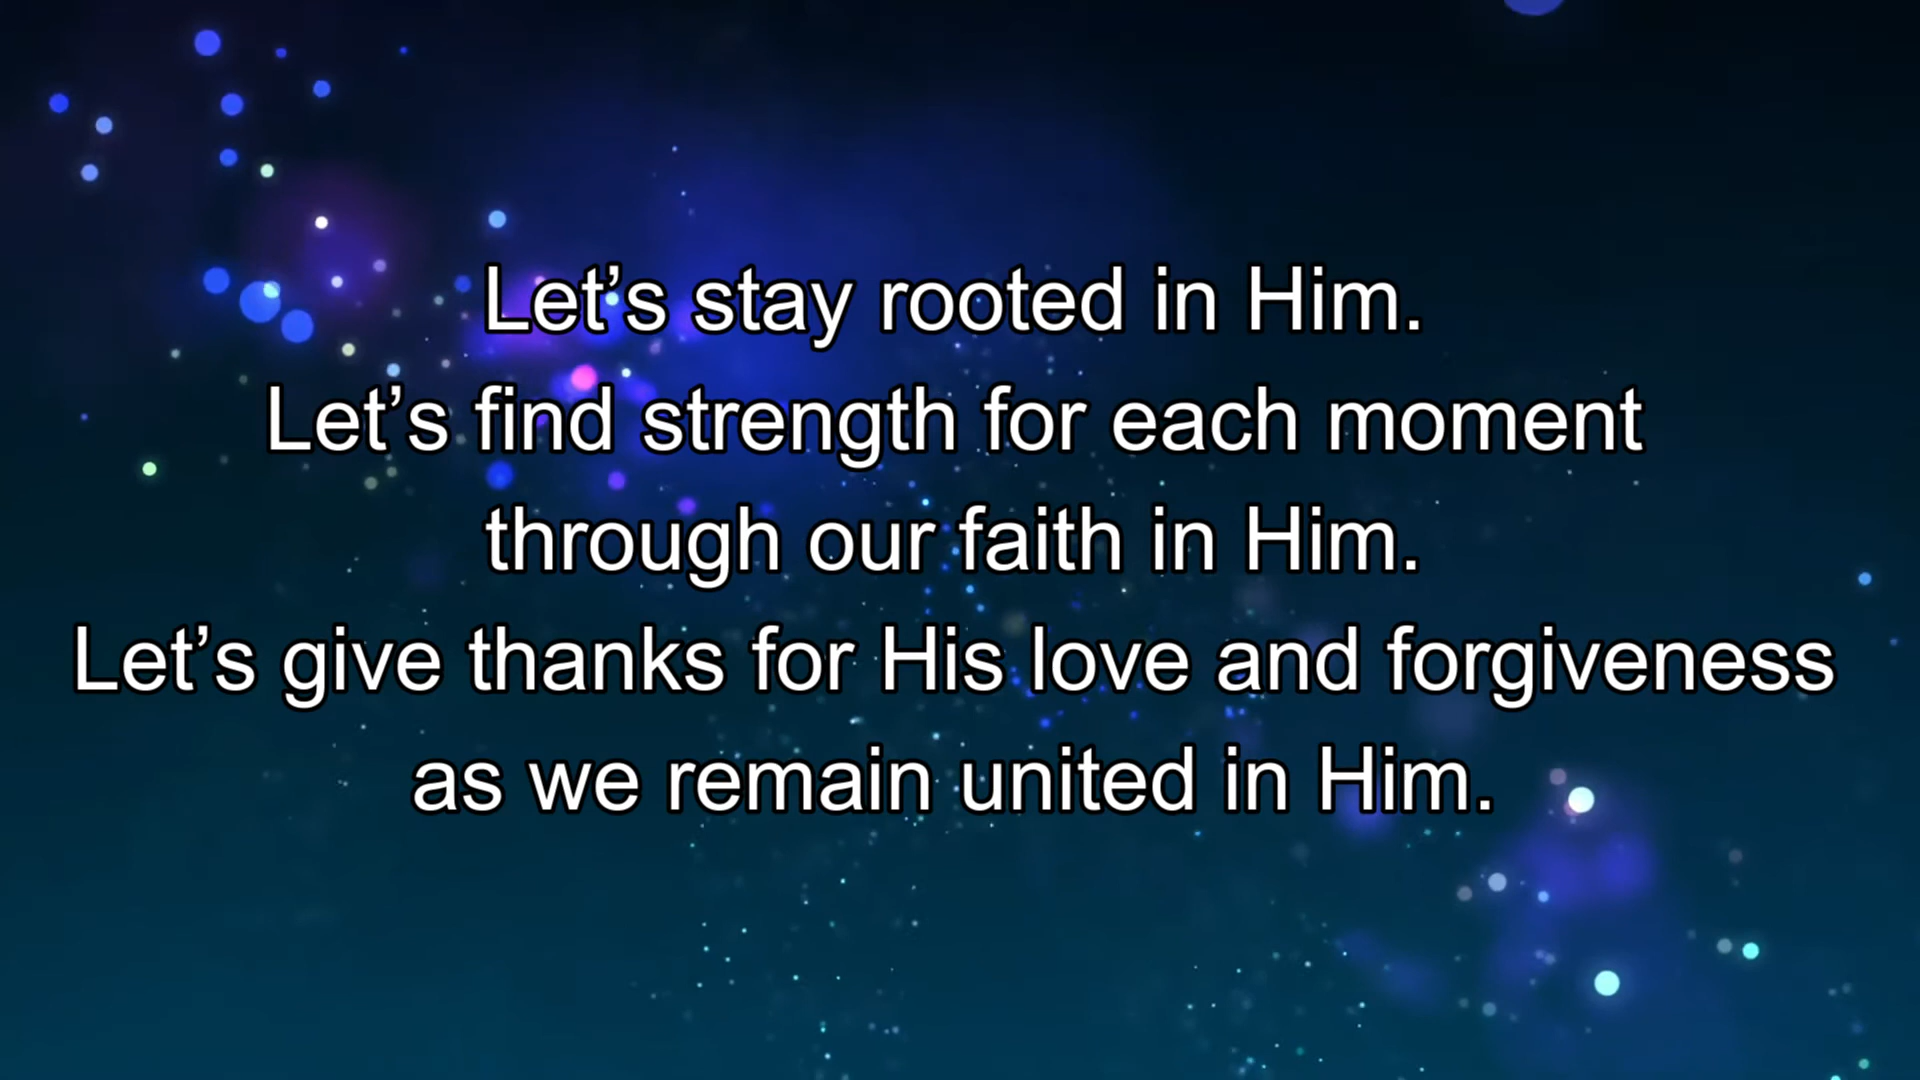 Let’s stay rooted in Him.
Let’s find strength for each moment
through our faith in Him.
Let’s give thanks for His love and forgiveness
as we remain united in Him.